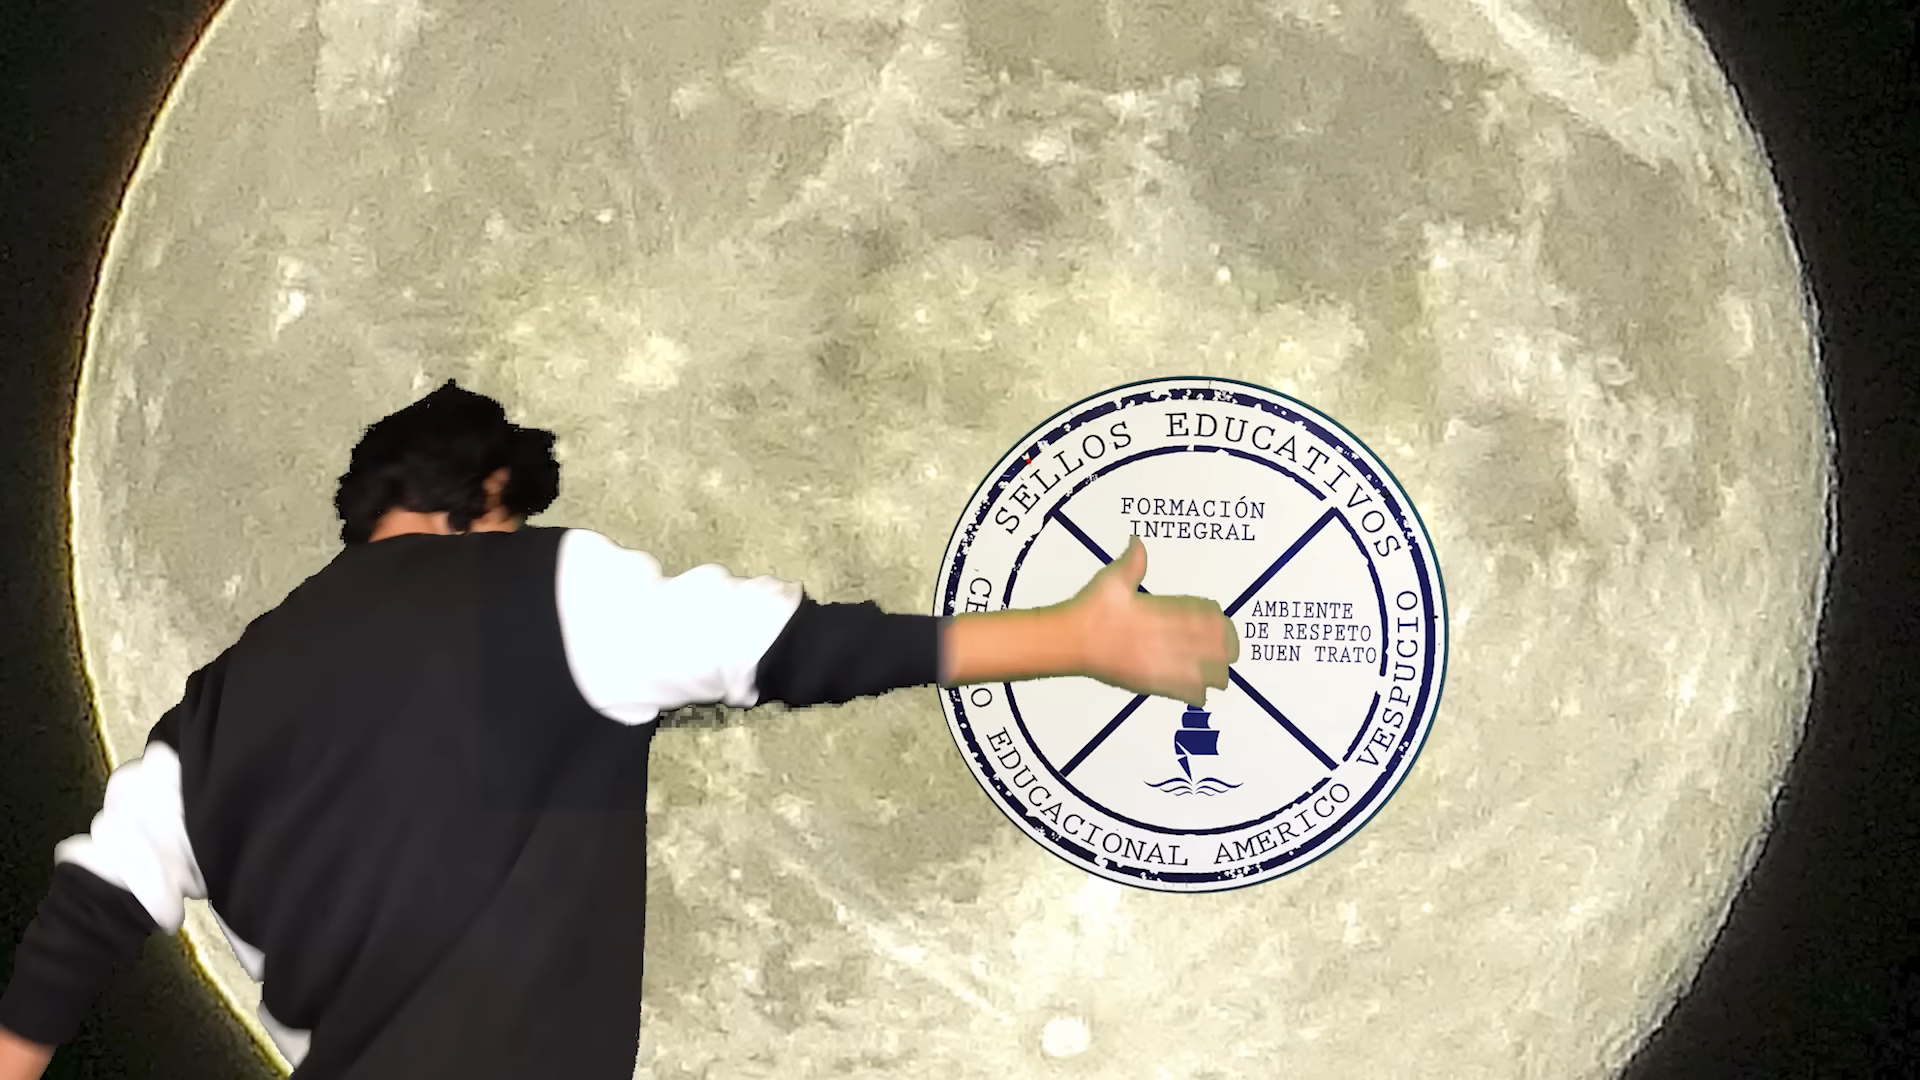 SELLOS EDUCATIVOS
FORMACIÓN
INTEGRAL
AMBIENTE
DE RESPETO
BUEN TRATO
EDUCACIONAL AMERICO VESPUCIO